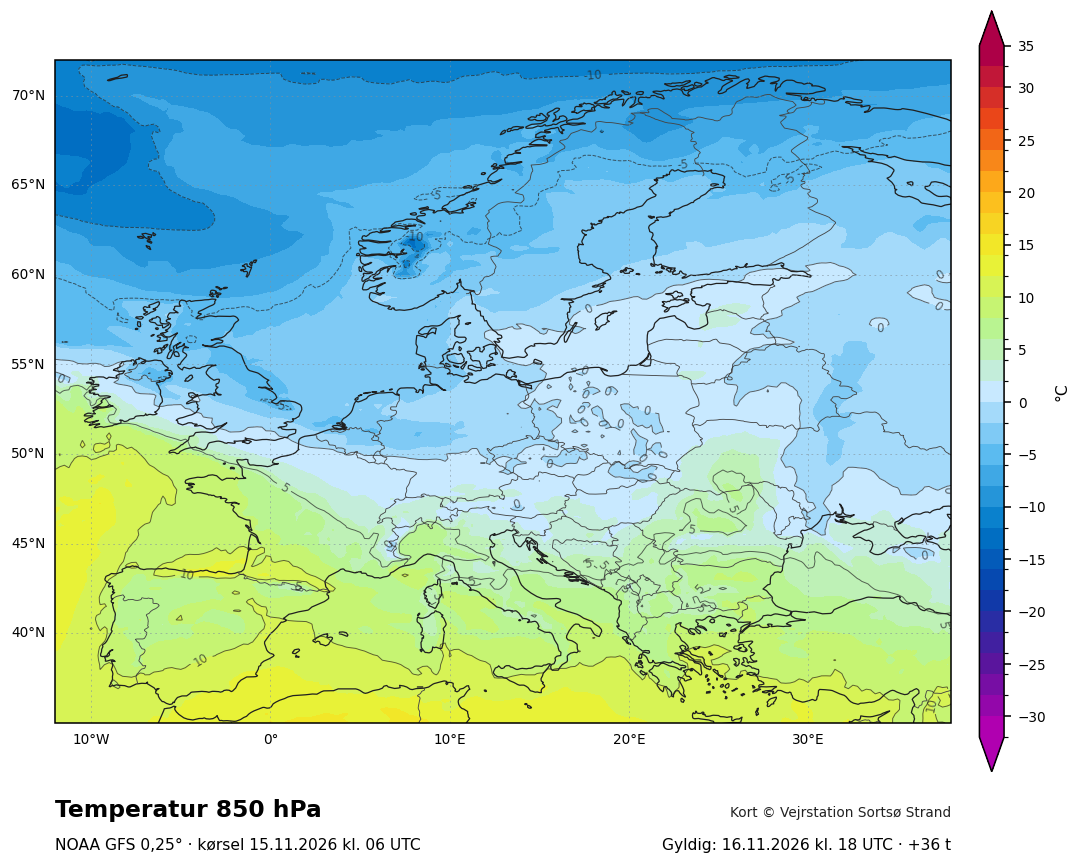 35
30
25
20
15
10
5
0
−5
−10
−15
−20
−25
−30
°C
70°N
65°N
60°N
55°N
50°N
45°N
40°N
10°W 0° 10°E 20°E 30°E
Temperatur 850 hPa
Kort © Vejrstation Sortsø Strand
NOAA GFS 0,25° · kørsel 15.11.2026 kl. 06 UTC
Gyldig: 16.11.2026 kl. 18 UTC · +36 t